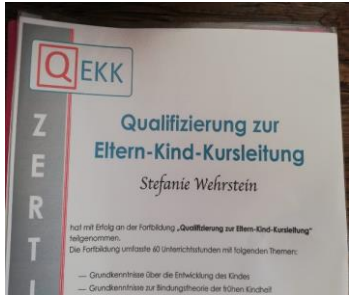 QEKK
Qualifizierung zur
Eltern-Kind-Kursleitung
Stefanie Wehrstein
hat mit Erfolg an der Fortbildung „Qualifizierung zur Eltern-Kind-Kursleitung"
teilgenommen.
Die Fortbildung umfasste 60 Unterrichtsstunden mit folgenden Themen:
— Grundkenntnisse über die Entwicklung des Kindes
— Grundkenntnisse zur Bindungstheorie der frühen Kindheit
Z
E
R
T
I